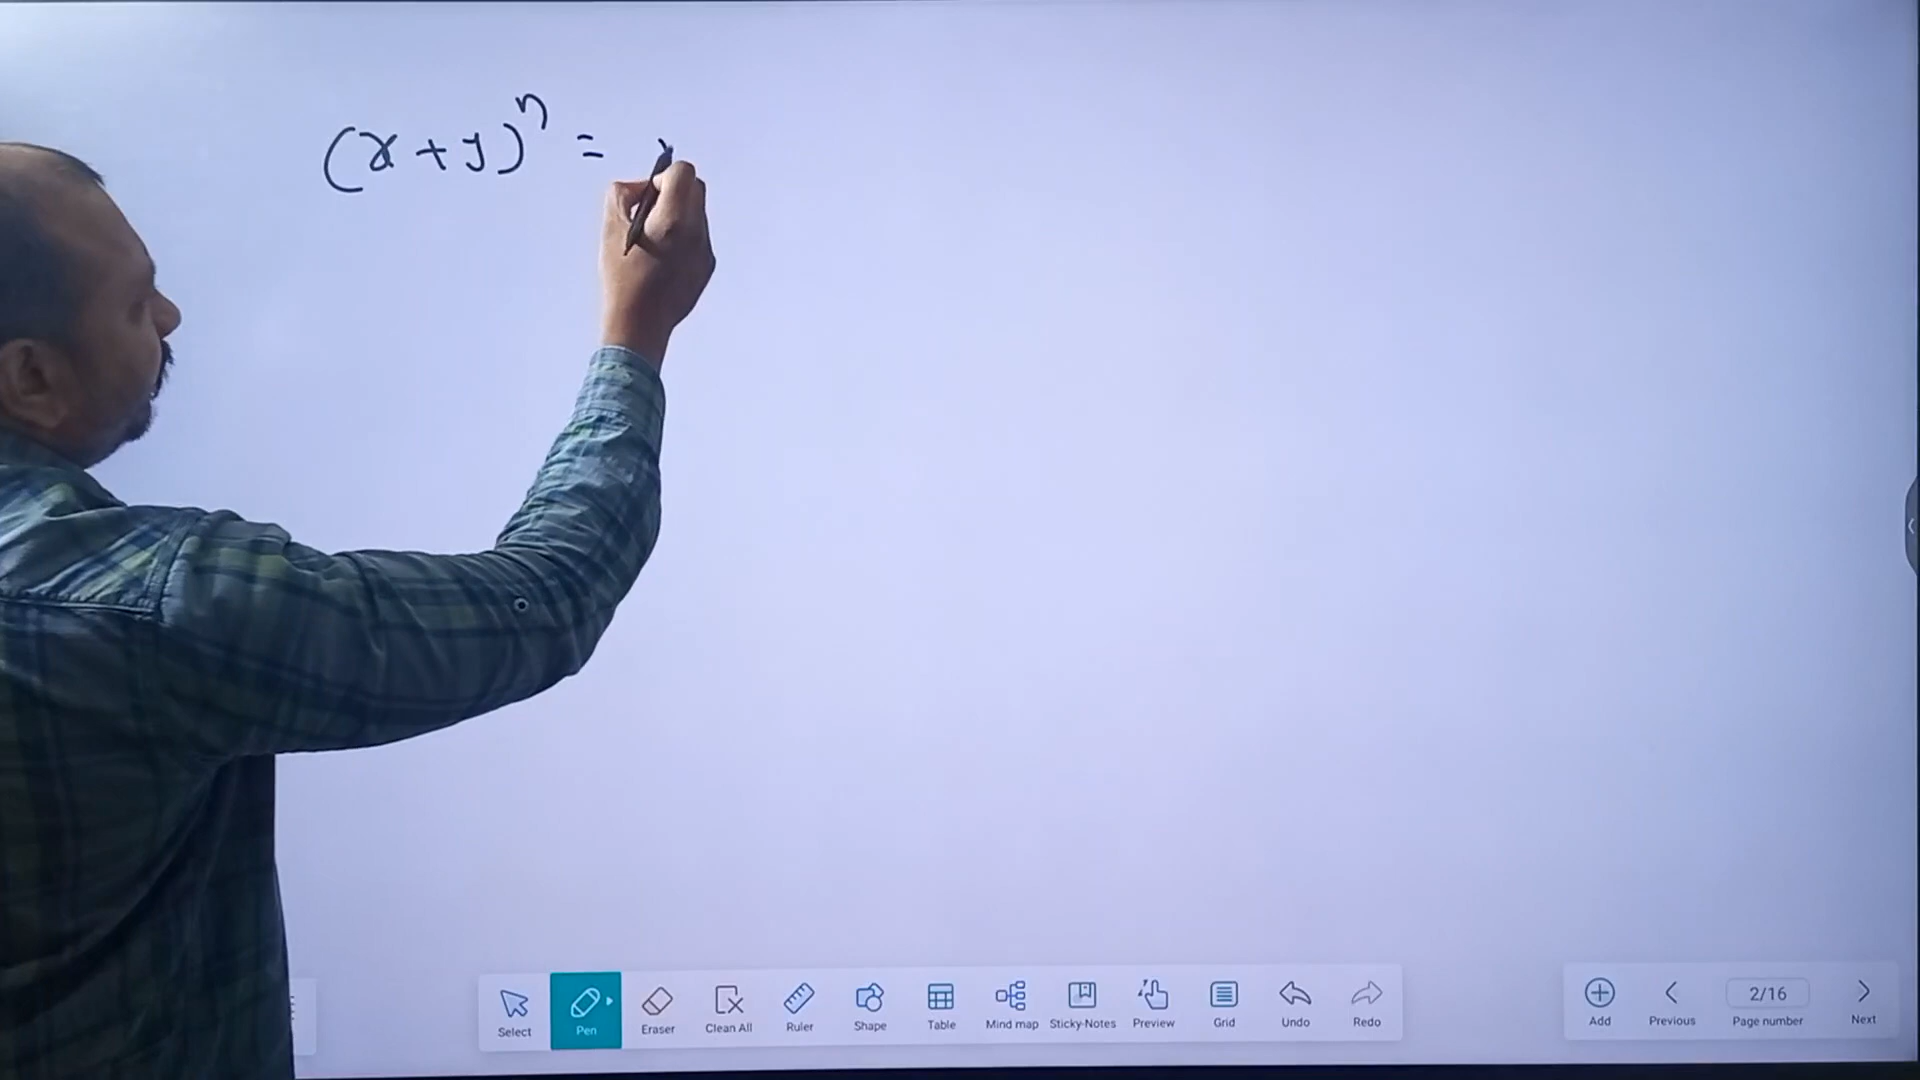 (x+y)^n =
Select
Pen
Eraser
Clean All
Ruler
Shape
Table
Mind map
Sticky-Notes
Preview
Grid
Undo
Redo
Add
Previous
2/16
Page number
Next